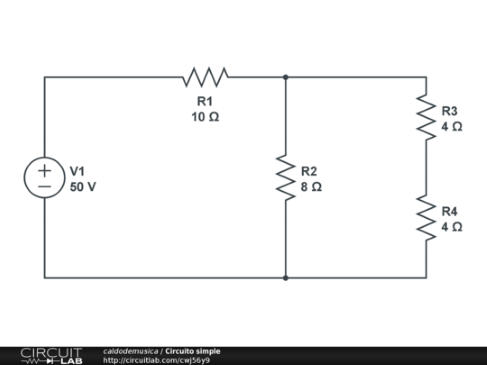 R1
10 Ω
V1
50 V
R2
8 Ω
R3
4 Ω
R4
4 Ω
CIRCUIT
LAB
caldodemusica / Circuito simple
http://circuitlab.com/cwj56y9